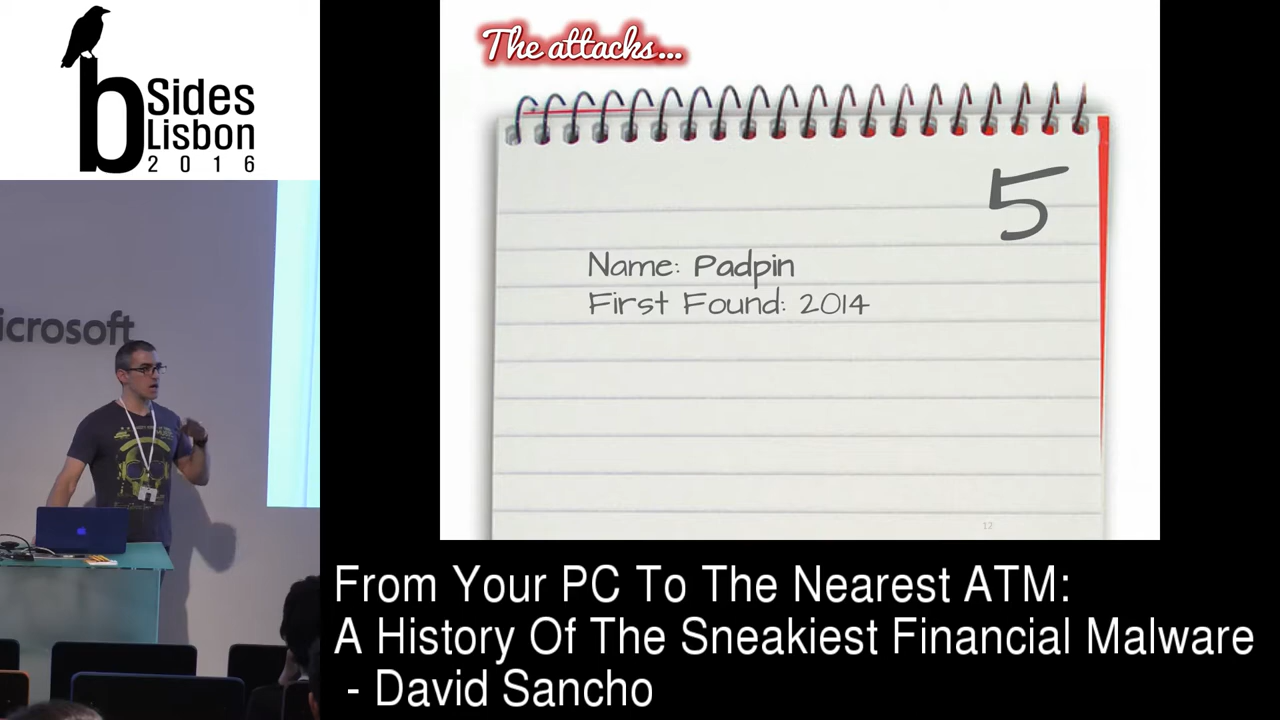 b Sides
Lisbon
2016
The attacks...
5
Name: Padpin
First Found: 2014
12
icrosoft
From Your PC To The Nearest ATM:
A History Of The Sneakiest Financial Malware
- David Sancho